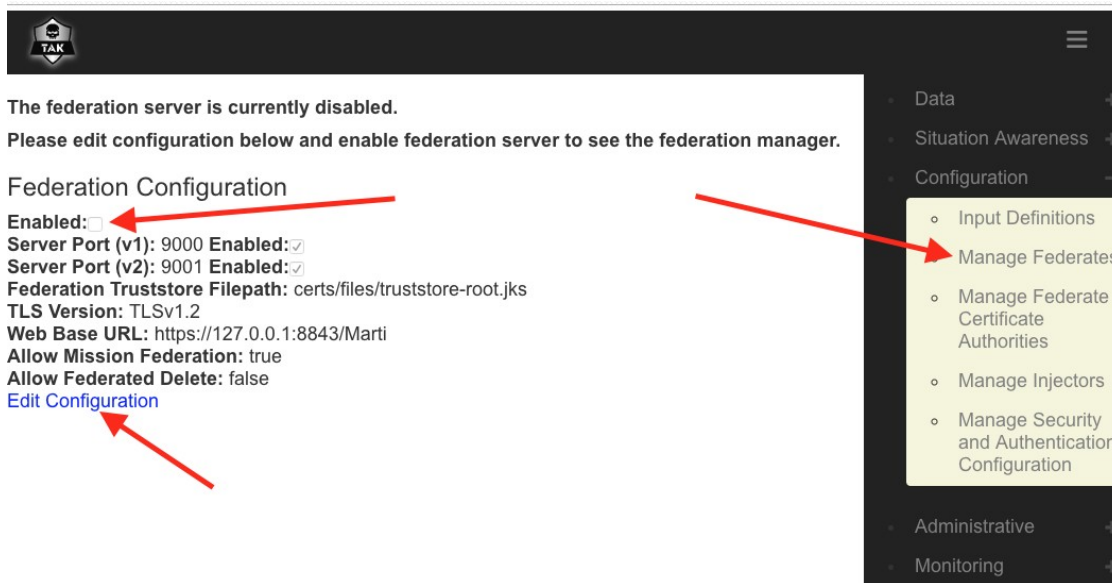 TAK
The federation server is currently disabled.
Please edit configuration below and enable federation server to see the federation manager.
Federation Configuration
Enabled:
Server Port (v1): 9000 Enabled:
Server Port (v2): 9001 Enabled:
Federation Truststore Filepath: certs/files/truststore-root.jks
TLS Version: TLSv1.2
Web Base URL: https://127.0.0.1:8843/Marti
Allow Mission Federation: true
Allow Federated Delete: false
Edit Configuration
Data
Situation Awareness
Configuration
Input Definitions
Manage Federates
Manage Federate
Certificate
Authorities
Manage Injectors
Manage Security
and Authentication
Configuration
Administrative
Monitoring